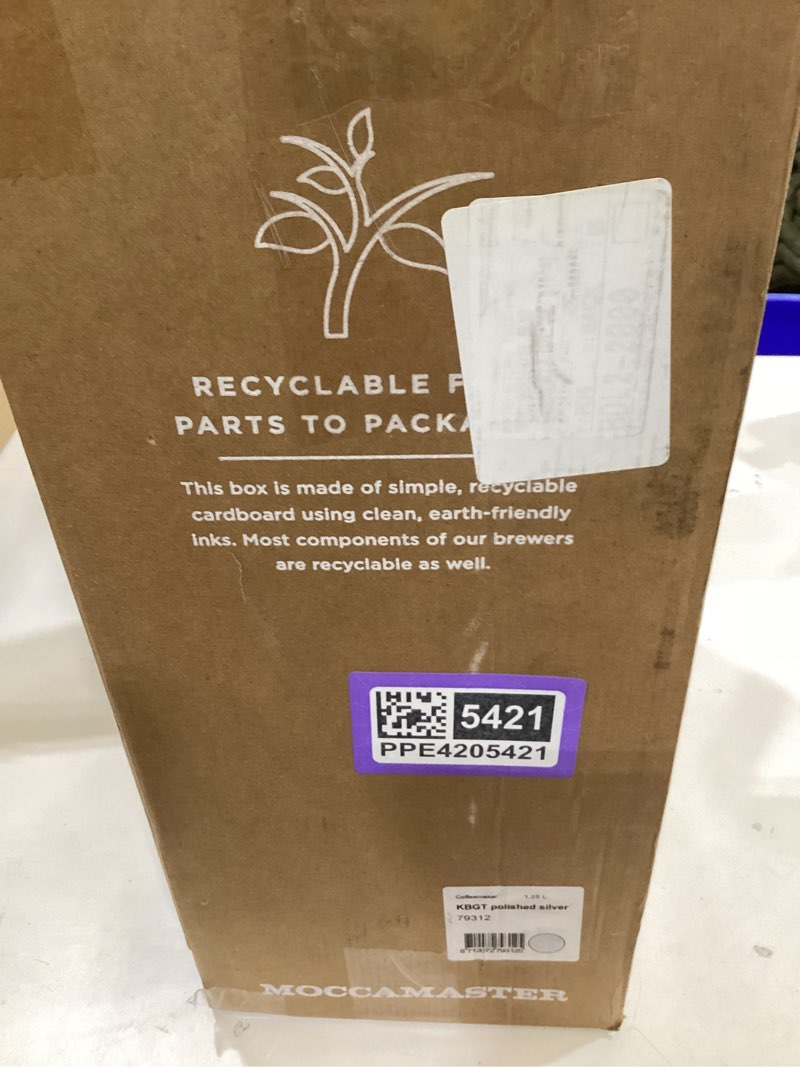 RECYCLABLE F
PARTS TO PACKA
This box is made of simple, recyclable
cardboard using clean, earth-friendly
inks. Most components of our brewers
are recyclable as well.
5421
PPE4205421
Coffeemaker 1,25 L
KBGT polished silver
79312
8712072793125
MOCCAMASTER